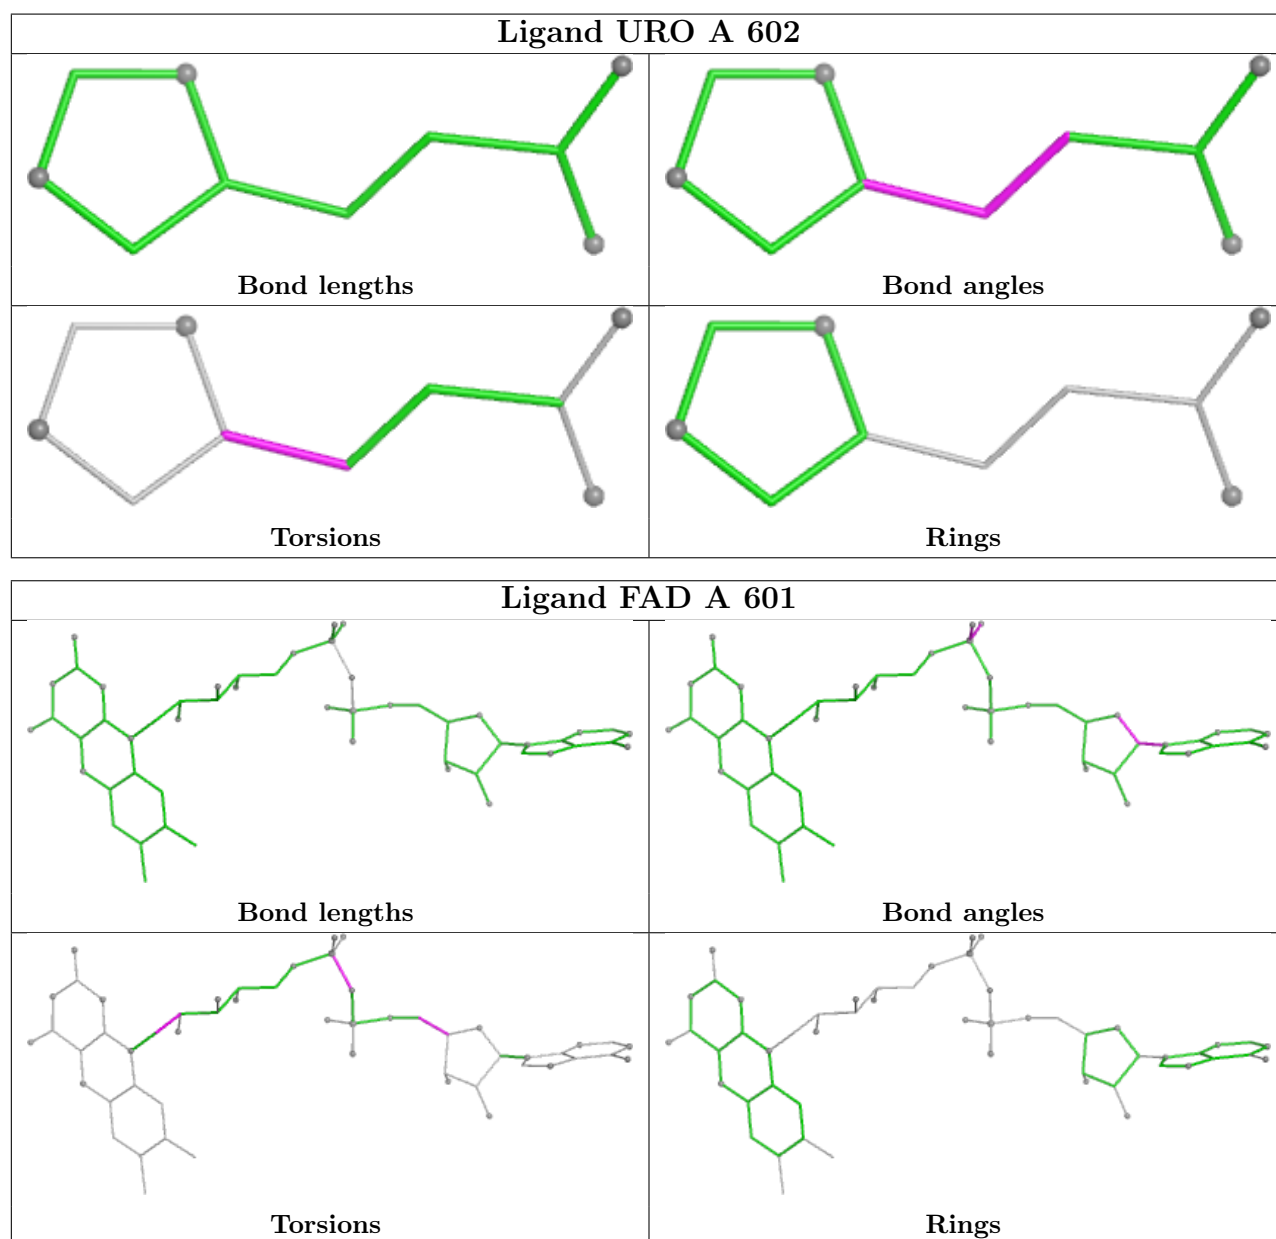 Ligand URO A 602
Bond lengths
Bond angles
Torsions
Rings
Ligand FAD A 601
Bond lengths
Bond angles
Torsions
Rings